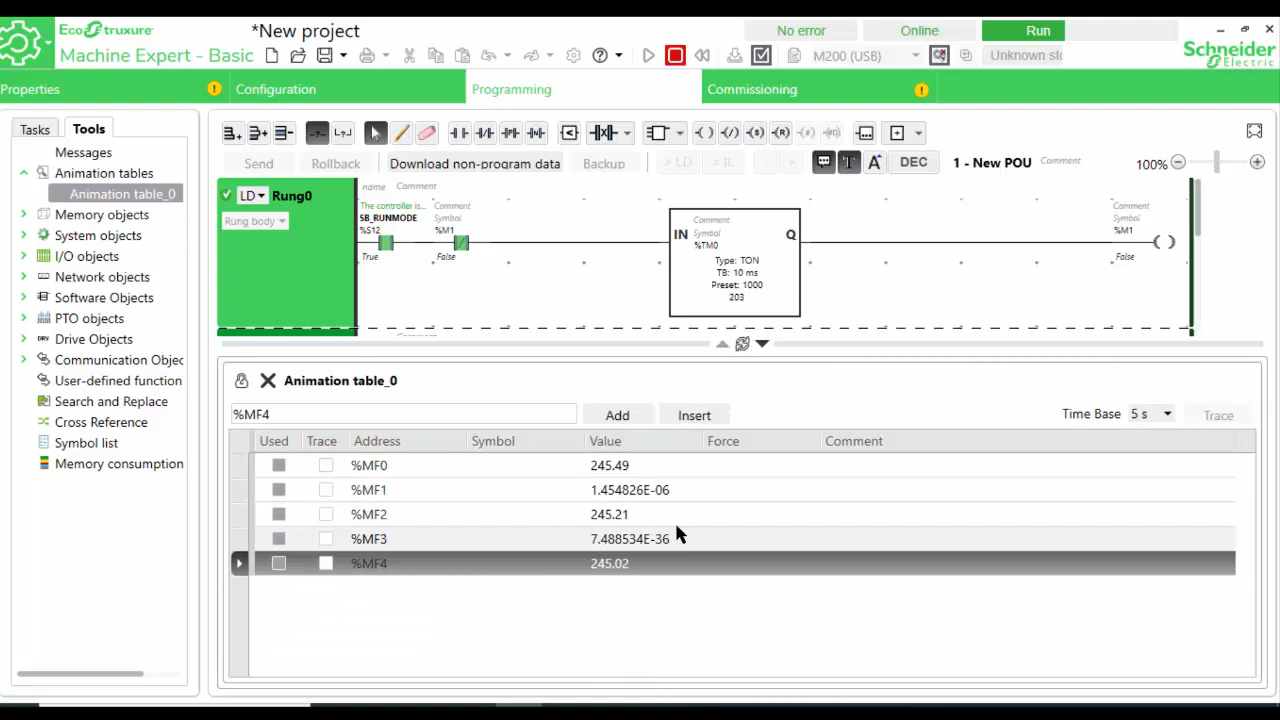 EcoStruxure
Machine Expert - Basic
*New project
No error
Online
Run
M200 (USB)
Schneider
Electric
Properties
Configuration
Programming
Commissioning
Tasks
Tools
Messages
Animation tables
Animation table_0
Memory objects
System objects
I/O objects
Network objects
Software Objects
PTO objects
Drive Objects
Communication Objec
User-defined function
Search and Replace
Cross Reference
Symbol list
Memory consumption
Send
Rollback
Download non-program data
Backup
> LD
> IL
DEC
1 - New POU
Comment
100%
LD
Rung0
Rung body
name
Comment
The controller is...
SB_RUNMODE
%S12
True
Comment
Symbol
%M1
False
Comment
Symbol
%TM0
IN
Q
Type: TON
TB: 10 ms
Preset: 1000
203
Comment
Symbol
%M1
False
Animation table_0
%MF4
Add
Insert
Time Base
5 s
Trace
Used
Trace
Address
Symbol
Value
Force
Comment
%MF0
245.49
%MF1
1.454826E-06
%MF2
245.21
%MF3
7.488534E-36
%MF4
245.02